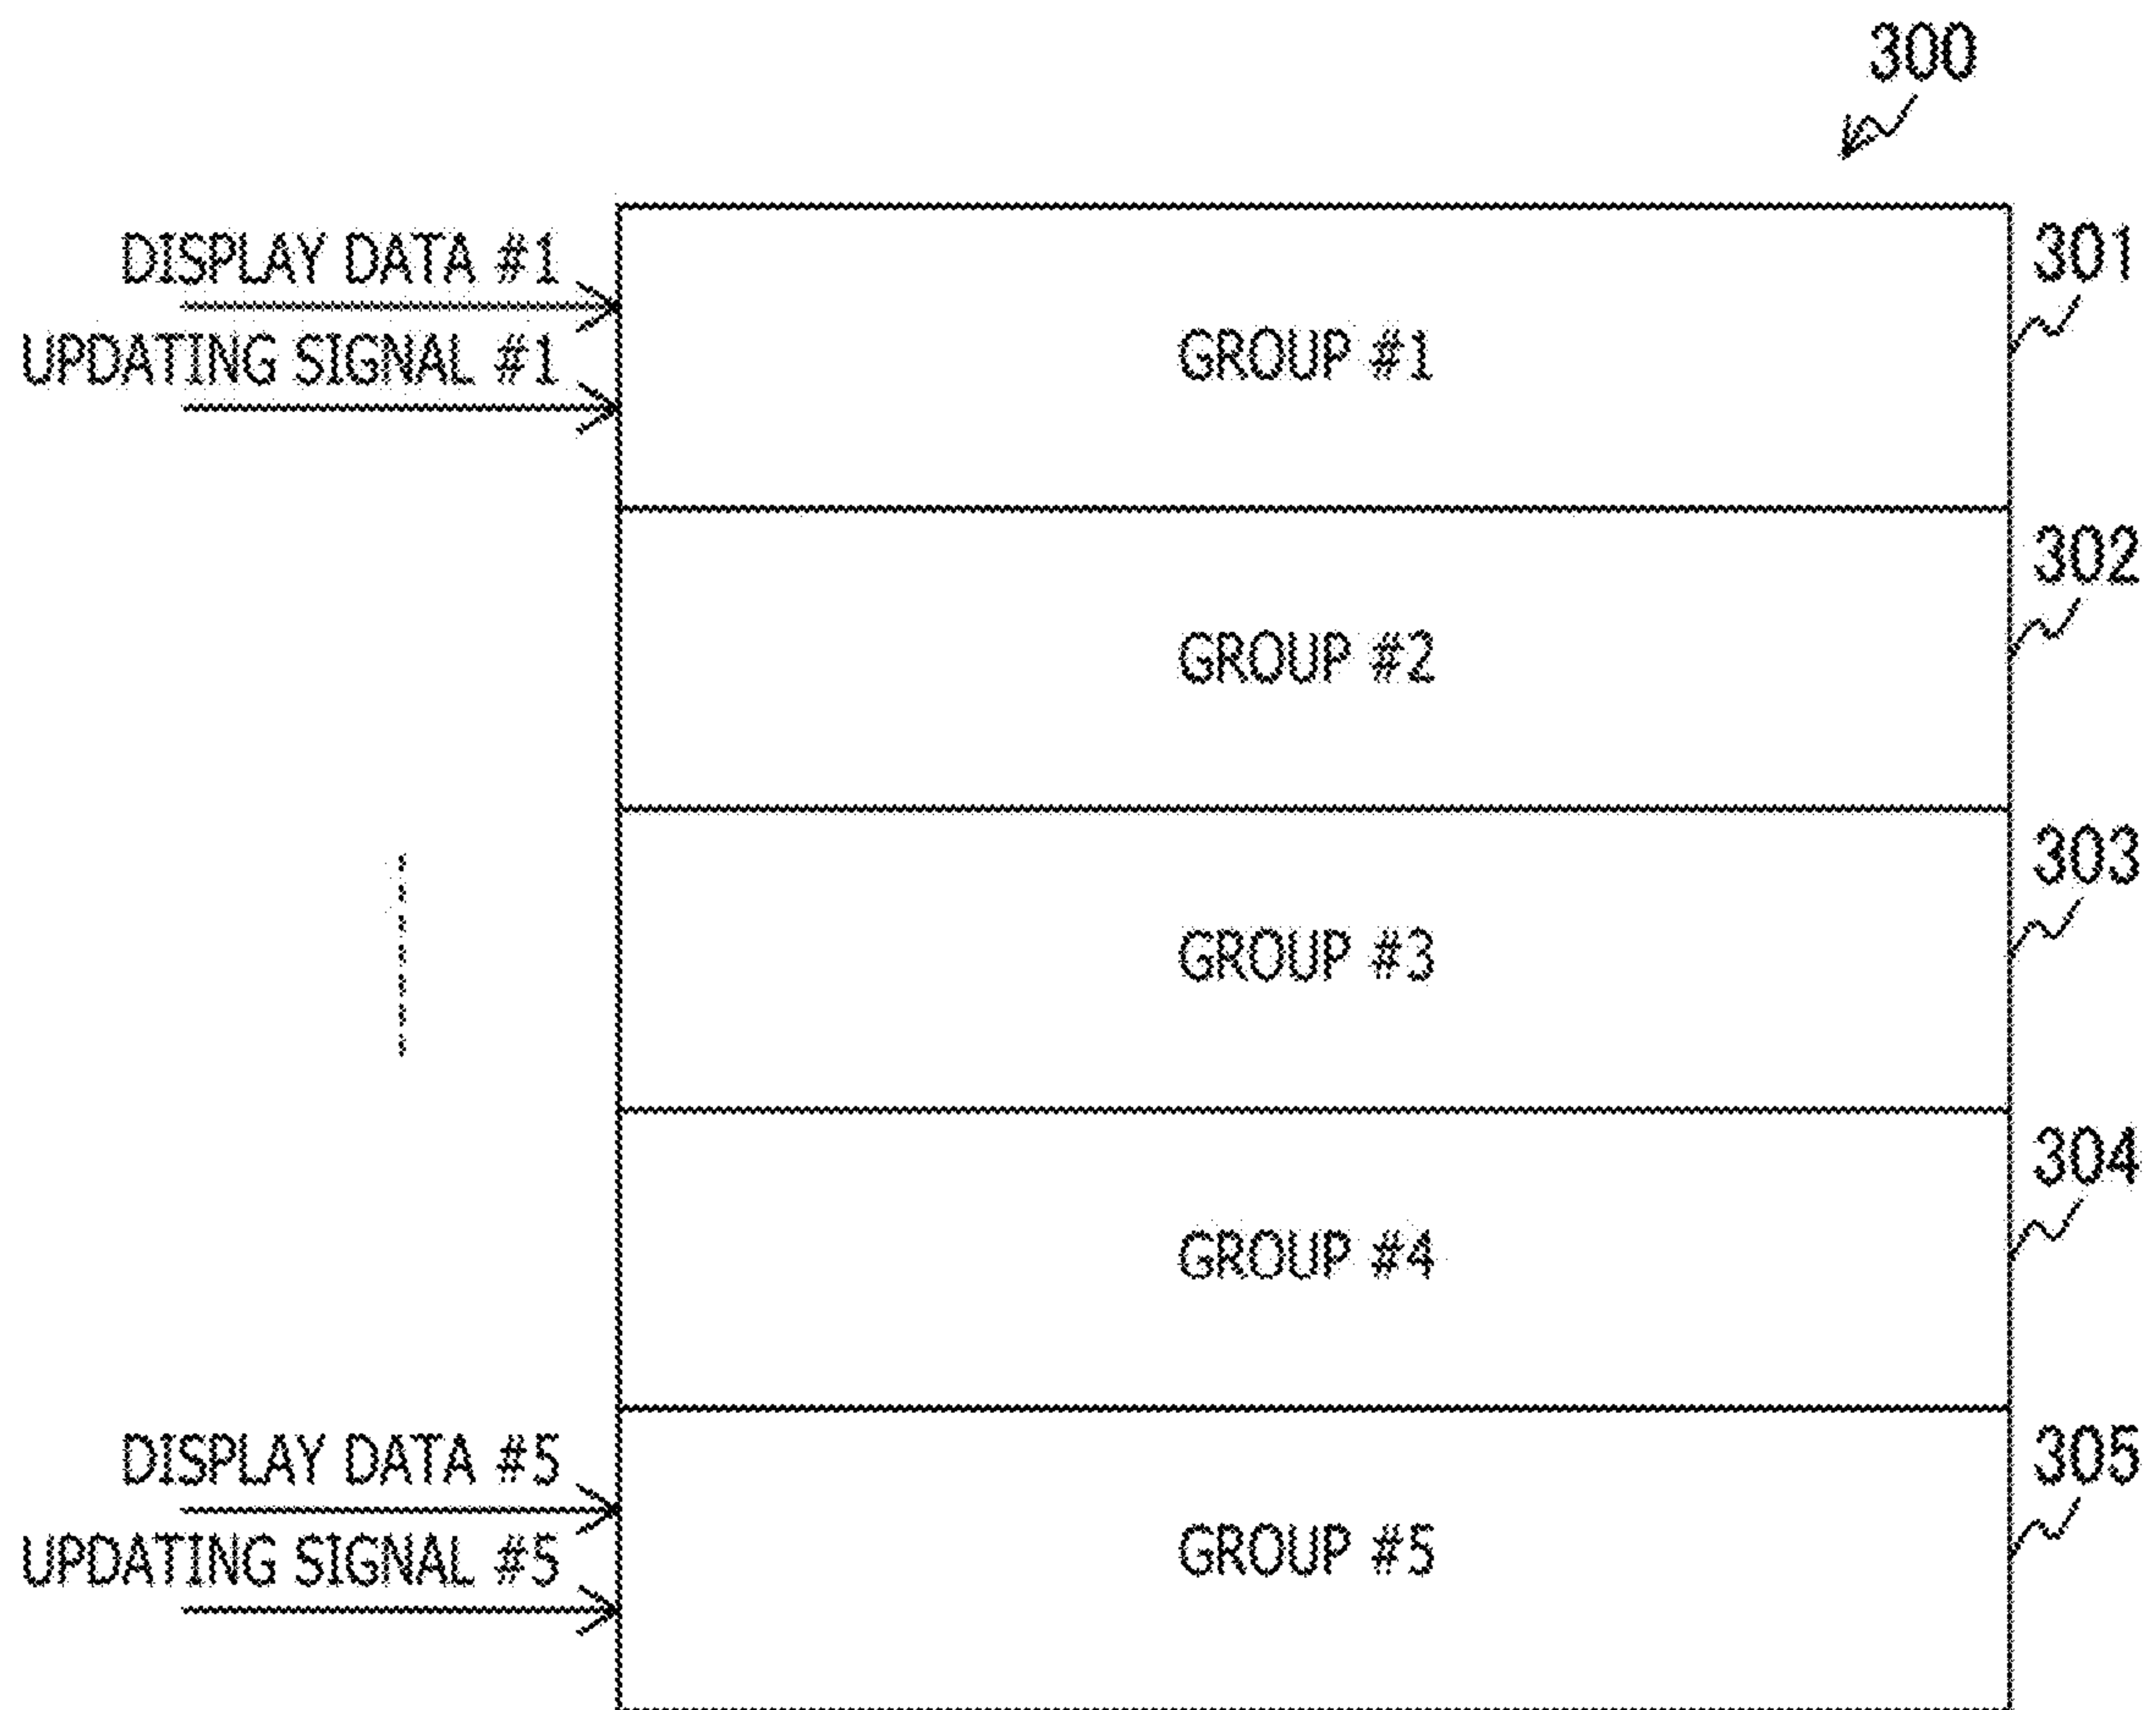 300
DISPLAY DATA #1
301
UPDATING SIGNAL #1
GROUP #1
302
GROUP #2
303
GROUP #3
304
GROUP #4
DISPLAY DATA #5
305
UPDATING SIGNAL #5
GROUP #5